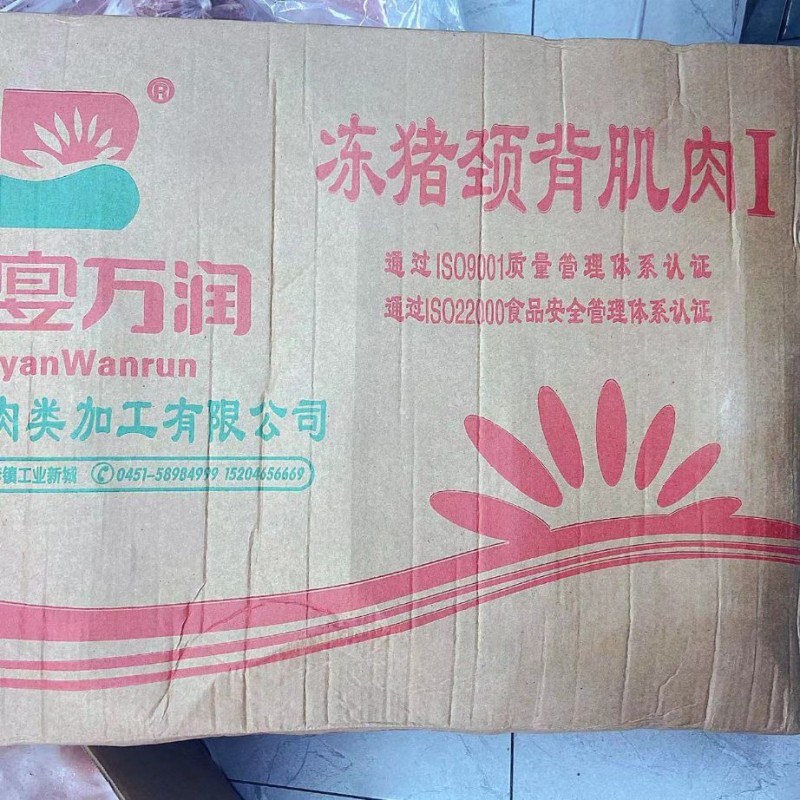 ®
冻猪颈背肌肉I
通过ISO9001质量管理体系认证
通过ISO22000食品安全管理体系认证
宴万润
yanWanrun
肉类加工有限公司
镇工业新城 0451-58984999 15204656669